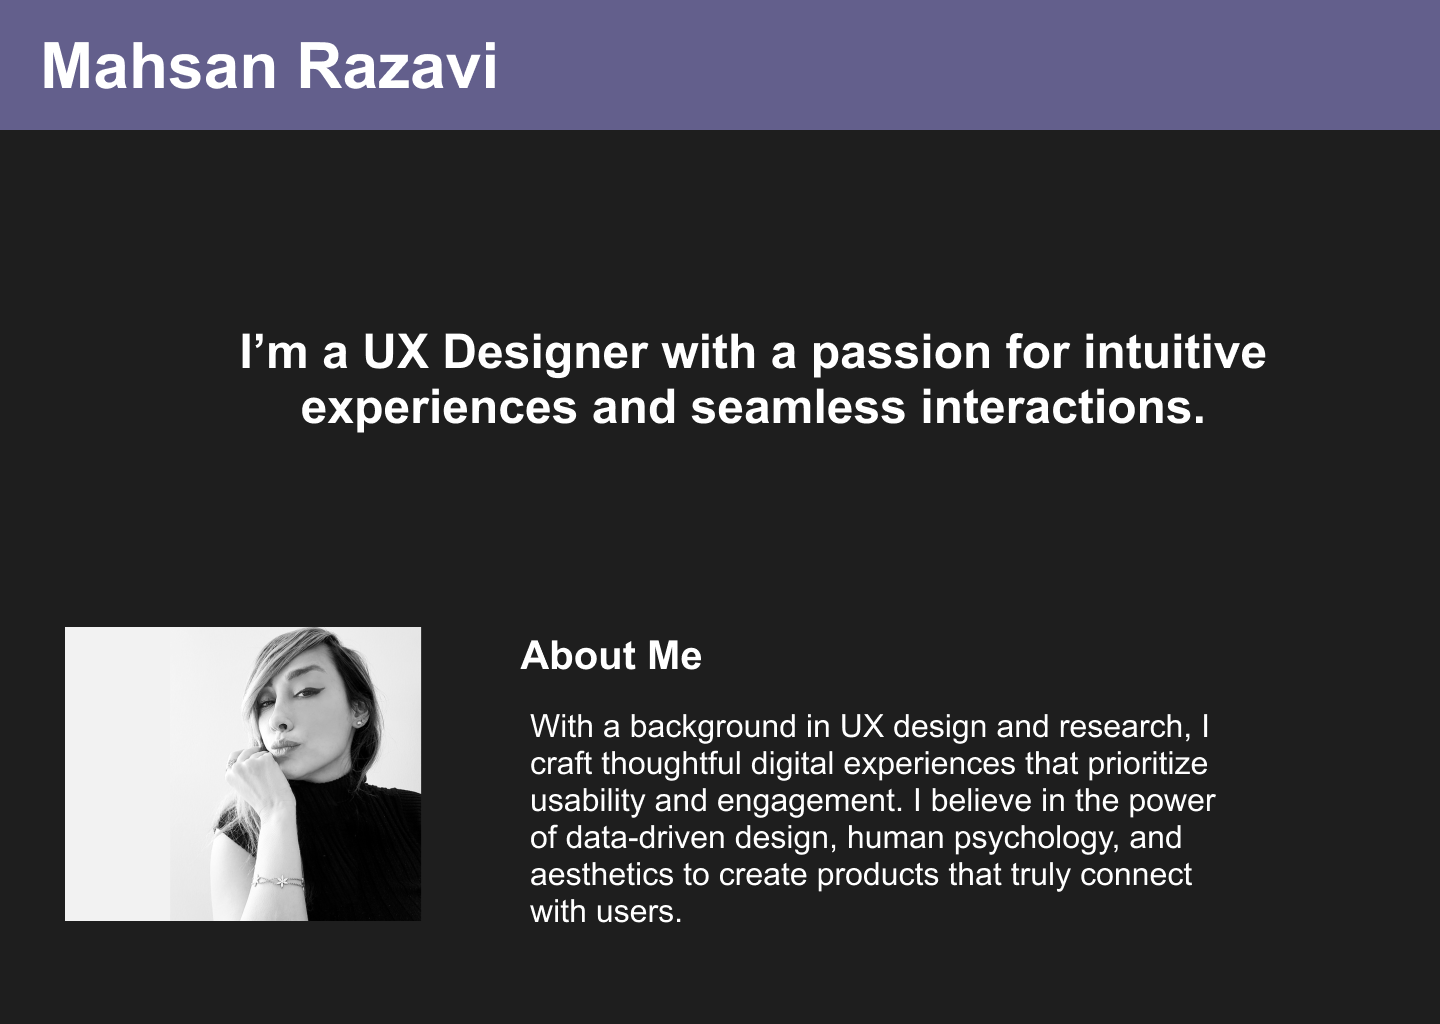 Mahsan Razavi
I’m a UX Designer with a passion for intuitive
experiences and seamless interactions.
About Me
With a background in UX design and research, I
craft thoughtful digital experiences that prioritize
usability and engagement. I believe in the power
of data-driven design, human psychology, and
aesthetics to create products that truly connect
with users.